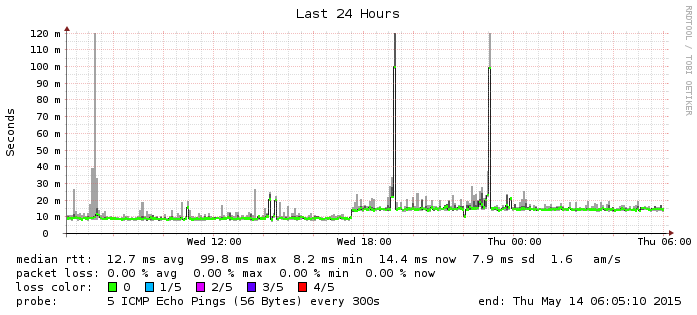 Last 24 Hours
RRDTOOL / TOBI OETIKER
Seconds
120 m
110 m
100 m
90 m
80 m
70 m
60 m
50 m
40 m
30 m
20 m
10 m
0
Wed 12:00 Wed 18:00 Thu 00:00 Thu 06:00
median rtt: 12.7 ms avg 99.8 ms max 8.2 ms min 14.4 ms now 7.9 ms sd 1.6 am/s
packet loss: 0.00 % avg 0.00 % max 0.00 % min 0.00 % now
loss color: 0 1/5 2/5 3/5 4/5
probe: 5 ICMP Echo Pings (56 Bytes) every 300s end: Thu May 14 06:05:10 2015